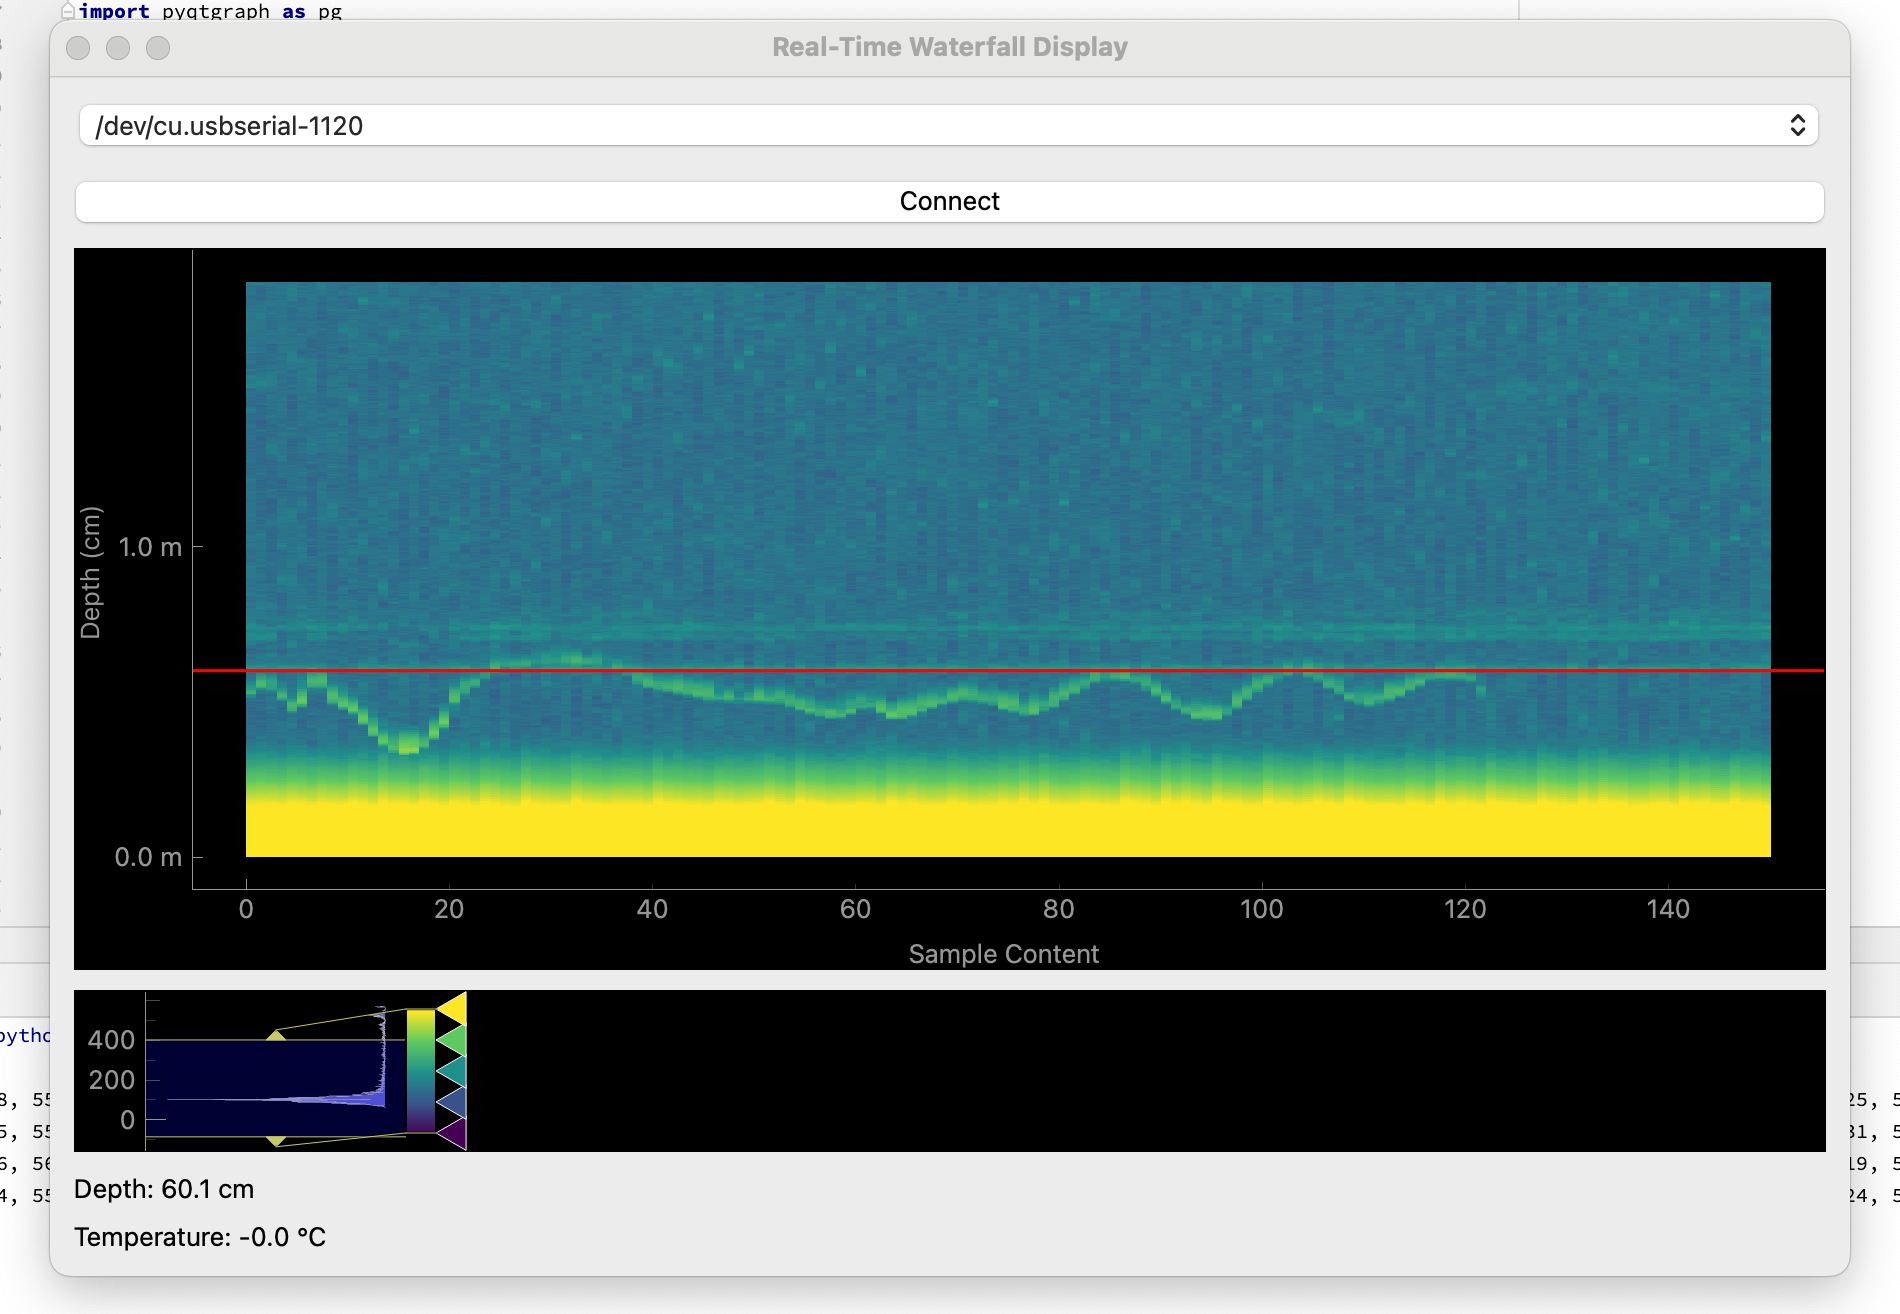 import pyqtgraph as pg
Real-Time Waterfall Display
/dev/cu.usbserial-1120
Connect
Depth (cm)
1.0 m
0.0 m
0 20 40 60 80 100 120 140
Sample Content
400
200
0
Depth: 60.1 cm
Temperature: -0.0 °C